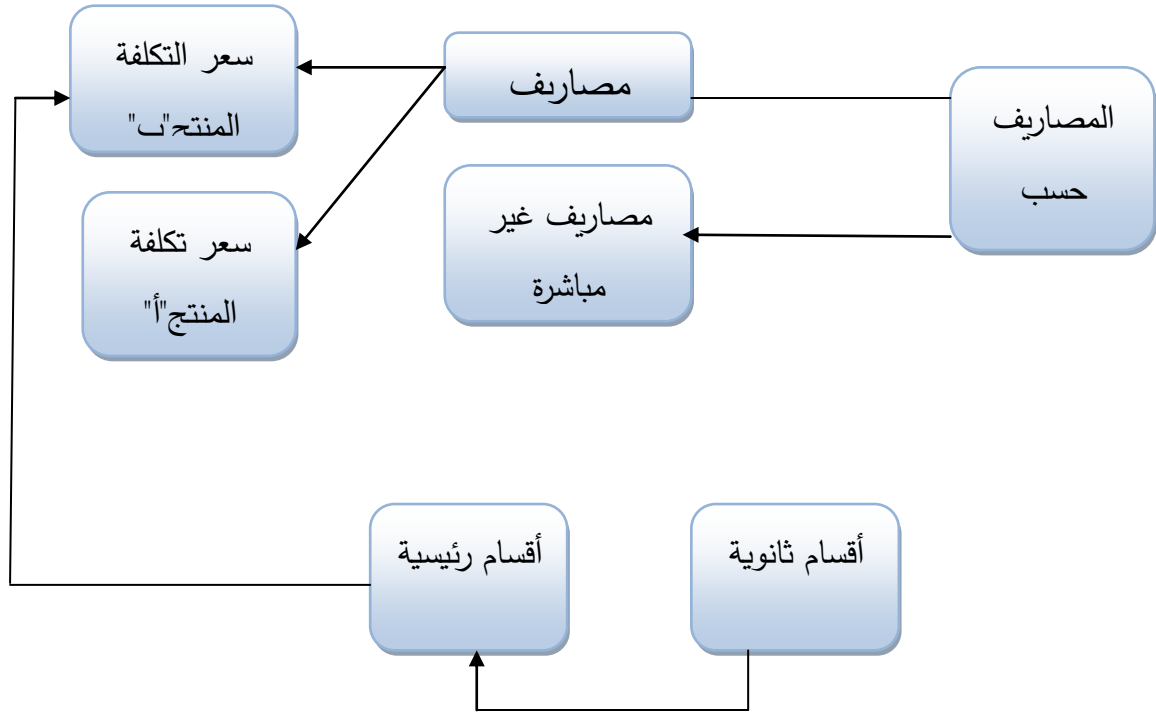 المصاريف
حسب
مصاريف
مصاريف غير
مباشرة
سعر التكلفة
المنتج"ب"
سعر تكلفة
المنتج"أ"
أقسام ثانوية
أقسام رئيسية